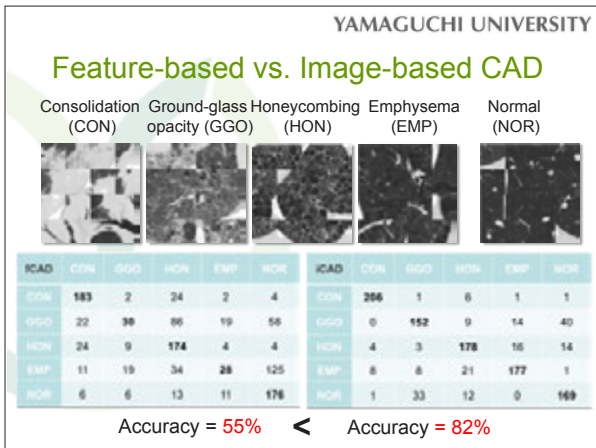 YAMAGUCHI UNIVERSITY
Feature-based vs. Image-based CAD
Consolidation (CON)
Ground-glass opacity (GGO)
Honeycombing (HON)
Emphysema (EMP)
Normal (NOR)
fCAD CON GGO HON EMP NOR
CON 183 2 24 2 4
GGO 22 30 86 19 58
HON 24 9 174 4 4
EMP 11 19 34 125
NOR 6 6 13 11 176
iCAD CON GGO HON EMP NOR
CON 206 1 6 1 1
GGO 0 152 9 14 40
HON 4 3 178 16 14
EMP 8 8 21 177 1
NOR 1 33 12 0 169
Accuracy = 55% < Accuracy = 82%